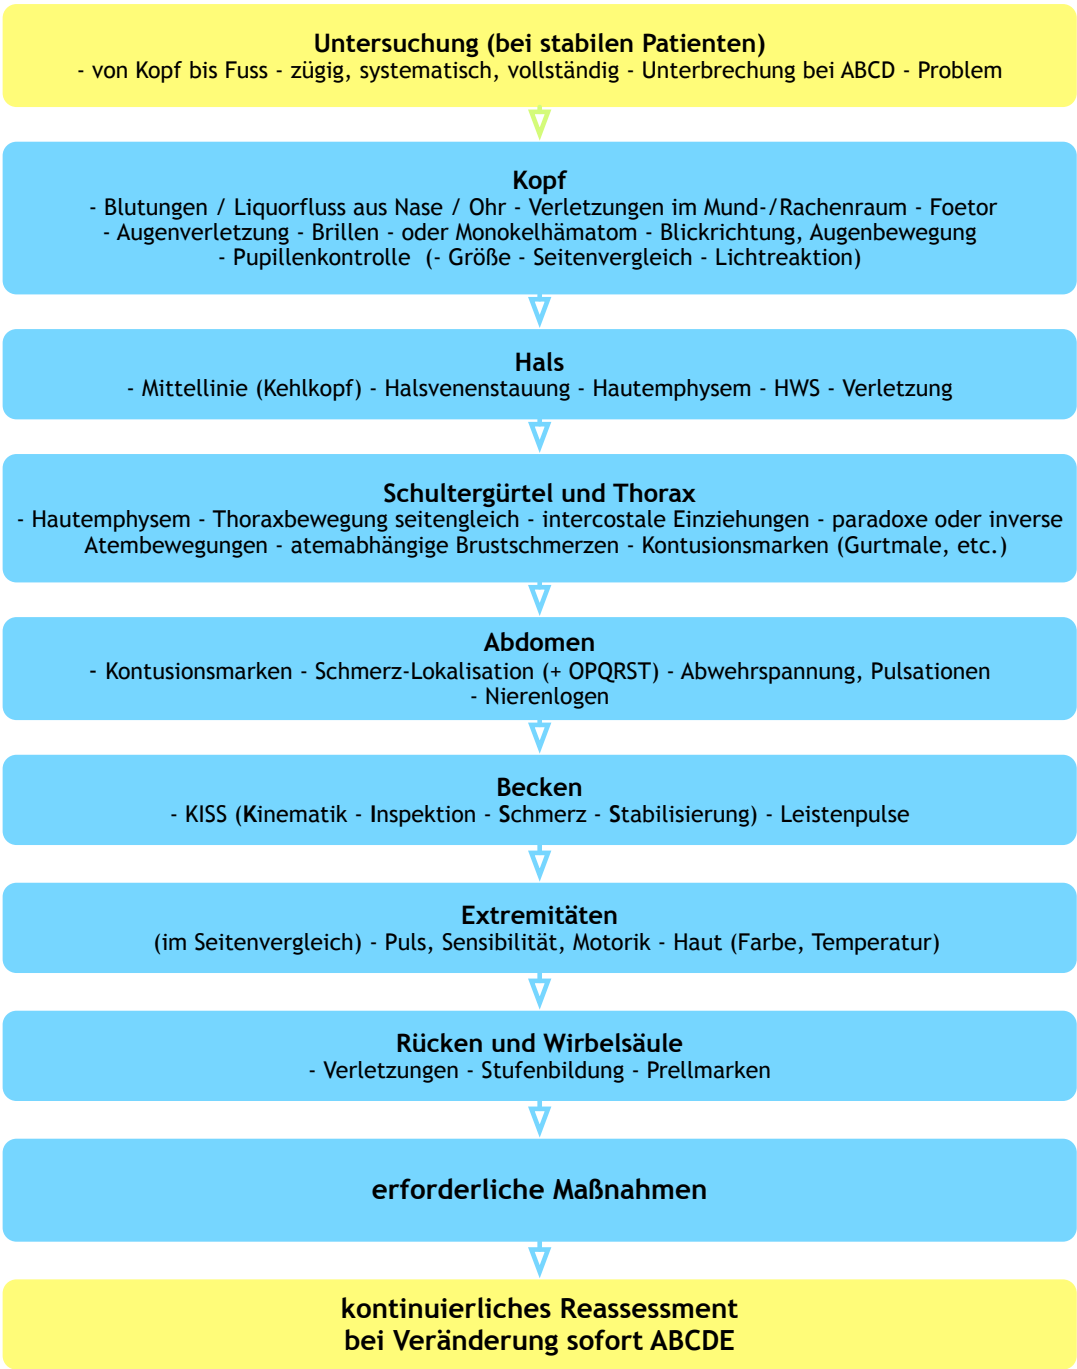 Untersuchung (bei stabilen Patienten)
- von Kopf bis Fuss - zügig, systematisch, vollständig - Unterbrechung bei ABCD - Problem
Kopf
- Blutungen / Liquorfluss aus Nase / Ohr - Verletzungen im Mund-/Rachenraum - Foetor
- Augenverletzung - Brillen - oder Monokelhämatom - Blickrichtung, Augenbewegung
- Pupillenkontrolle  (- Größe - Seitenvergleich - Lichtreaktion)
Hals
- Mittellinie (Kehlkopf) - Halsvenenstauung - Hautemphysem - HWS - Verletzung
Schultergürtel und Thorax
- Hautemphysem - Thoraxbewegung seitengleich - intercostale Einziehungen - paradoxe oder inverse
Atembewegungen - atemabhängige Brustschmerzen - Kontusionsmarken (Gurtmale, etc.)
Abdomen
- Kontusionsmarken - Schmerz-Lokalisation (+ OPQRST) - Abwehrspannung, Pulsationen
- Nierenlogen
Becken
- KISS (Kinematik - Inspektion - Schmerz - Stabilisierung) - Leistenpulse
Extremitäten
(im Seitenvergleich) - Puls, Sensibilität, Motorik - Haut (Farbe, Temperatur)
Rücken und Wirbelsäule
- Verletzungen - Stufenbildung - Prellmarken
erforderliche Maßnahmen
kontinuierliches Reassessment
bei Veränderung sofort ABCDE